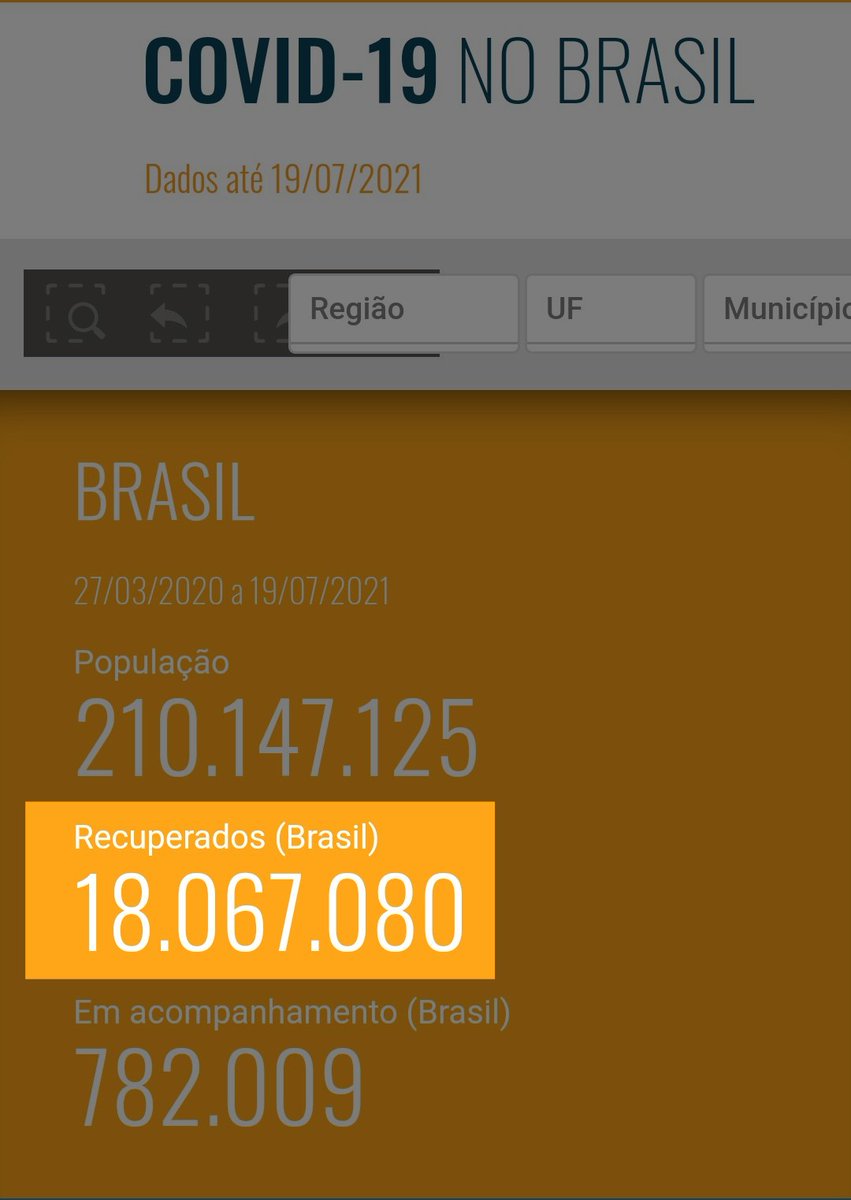 COVID-19 NO BRASIL
Dados até 19/07/2021
Região
UF
Município
BRASIL
27/03/2020 a 19/07/2021
População
210.147.125
Recuperados (Brasil)
18.067.080
Em acompanhamento (Brasil)
782.009